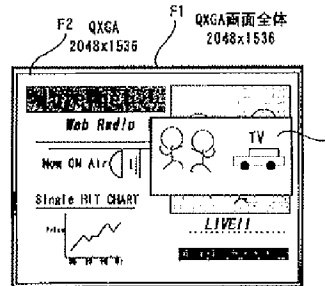 F2 QXGA
2048x1536
F1 QXGA画面全体
2048x1536
Web Radio
Now ON Air
TV
Single HIT CHART
Price
LIVE!!